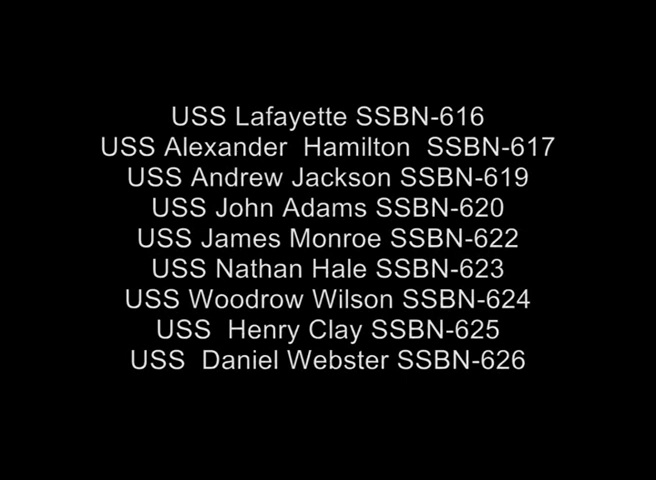 USS Lafayette SSBN-616
USS Alexander  Hamilton  SSBN-617
USS Andrew Jackson SSBN-619
USS John Adams SSBN-620
USS James Monroe SSBN-622
USS Nathan Hale SSBN-623
USS Woodrow Wilson SSBN-624
USS  Henry Clay SSBN-625
USS  Daniel Webster SSBN-626